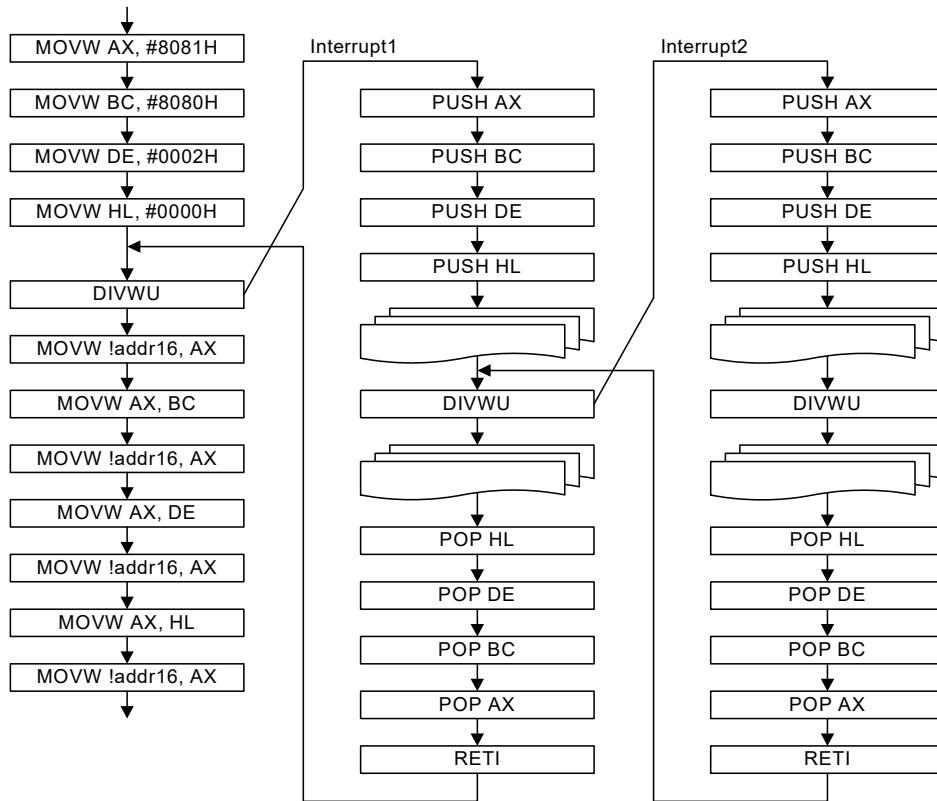 MOVW AX, #8081H
MOVW BC, #8080H
MOVW DE, #0002H
MOVW HL, #0000H
DIVWU
MOVW !addr16, AX
MOVW AX, BC
MOVW !addr16, AX
MOVW AX, DE
MOVW !addr16, AX
MOVW AX, HL
MOVW !addr16, AX
Interrupt1
PUSH AX
PUSH BC
PUSH DE
PUSH HL
DIVWU
POP HL
POP DE
POP BC
POP AX
RETI
Interrupt2
PUSH AX
PUSH BC
PUSH DE
PUSH HL
DIVWU
POP HL
POP DE
POP BC
POP AX
RETI